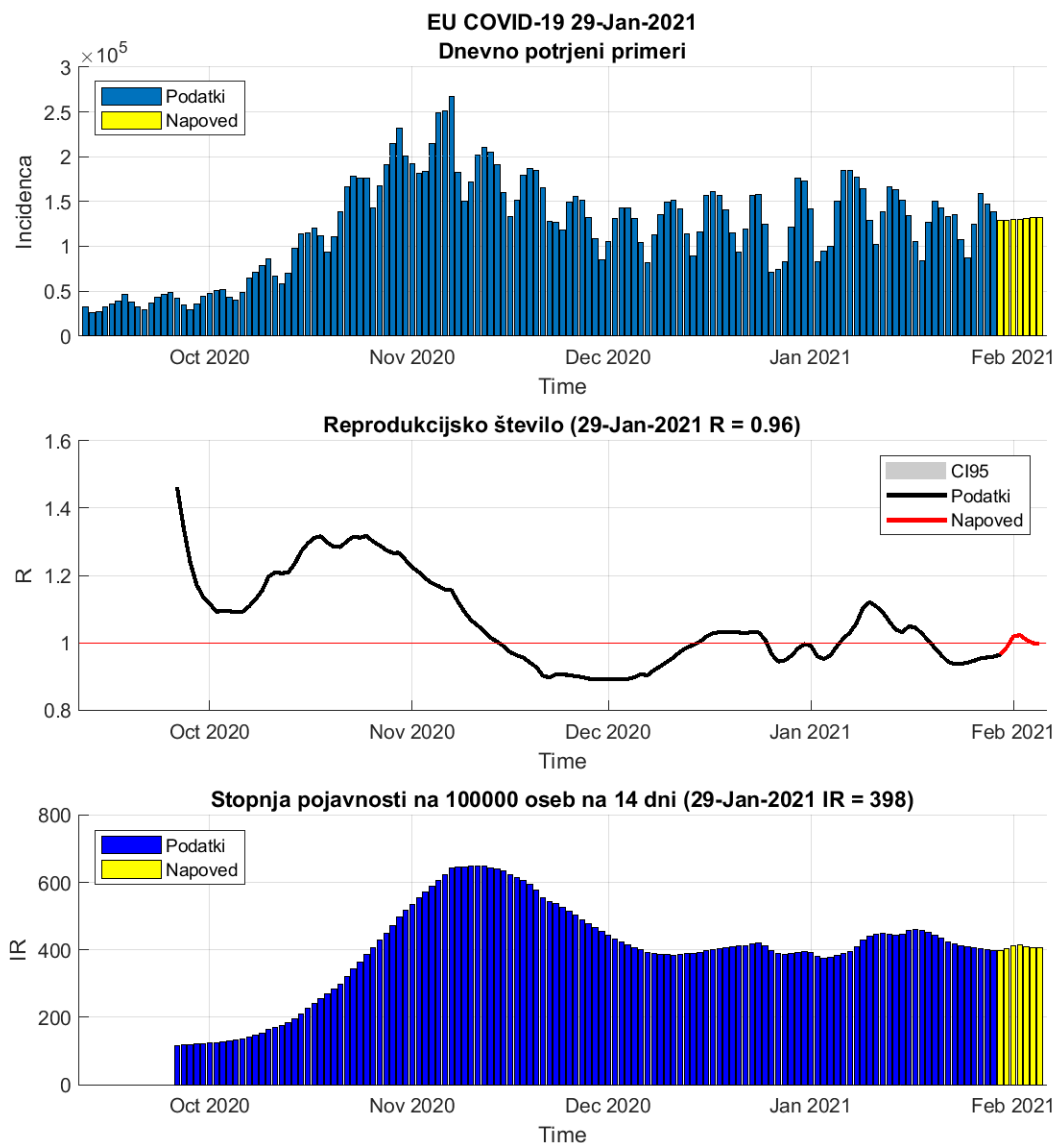 EU COVID-19 29-Jan-2021
Dnevno potrjeni primeri
×10^5
3
2.5
2
1.5
1
0.5
0
Incidenca
Podatki
Napoved
Oct 2020 Nov 2020 Dec 2020 Jan 2021 Feb 2021
Time
Reprodukcijsko število (29-Jan-2021 R = 0.96)
1.6
1.4
1.2
1
0.8
R
CI95
Podatki
Napoved
Oct 2020 Nov 2020 Dec 2020 Jan 2021 Feb 2021
Time
Stopnja pojavnosti na 100000 oseb na 14 dni (29-Jan-2021 IR = 398)
800
600
400
200
0
IR
Podatki
Napoved
Oct 2020 Nov 2020 Dec 2020 Jan 2021 Feb 2021
Time